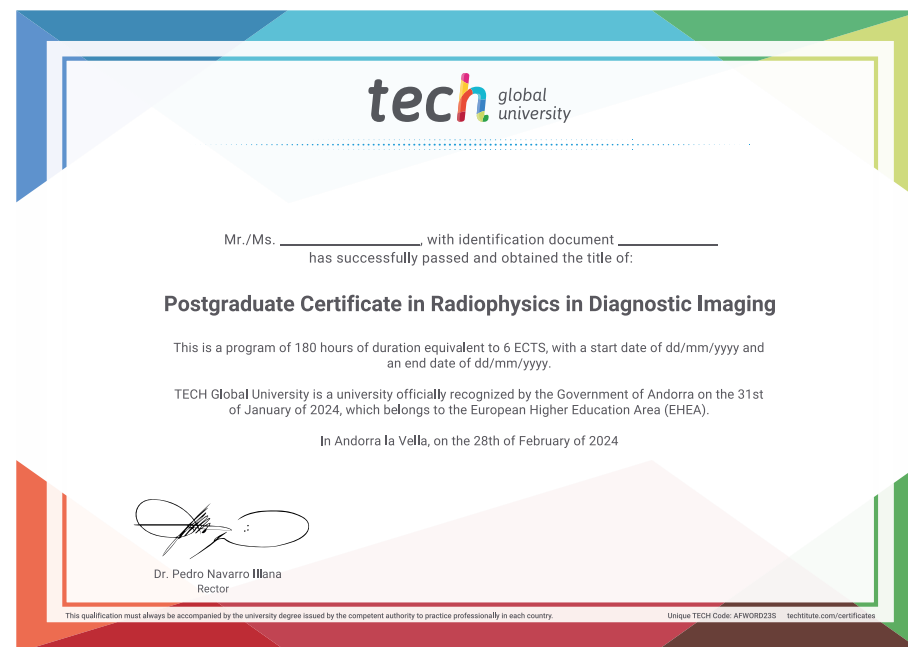 tech global
university
Mr./Ms. ____________, with identification document ____________
has successfully passed and obtained the title of:
Postgraduate Certificate in Radiophysics in Diagnostic Imaging
This is a program of 180 hours of duration equivalent to 6 ECTS, with a start date of dd/mm/yyyy and
an end date of dd/mm/yyyy.
TECH Global University is a university officially recognized by the Government of Andorra on the 31st
of January of 2024, which belongs to the European Higher Education Area (EHEA).
In Andorra la Vella, on the 28th of February of 2024
Dr. Pedro Navarro Illana
Rector
This qualification must always be accompanied by the university degree issued by the competent authority to practice professionally in each country.
Unique TECH Code: AFWORD23S techtitute.com/certificates